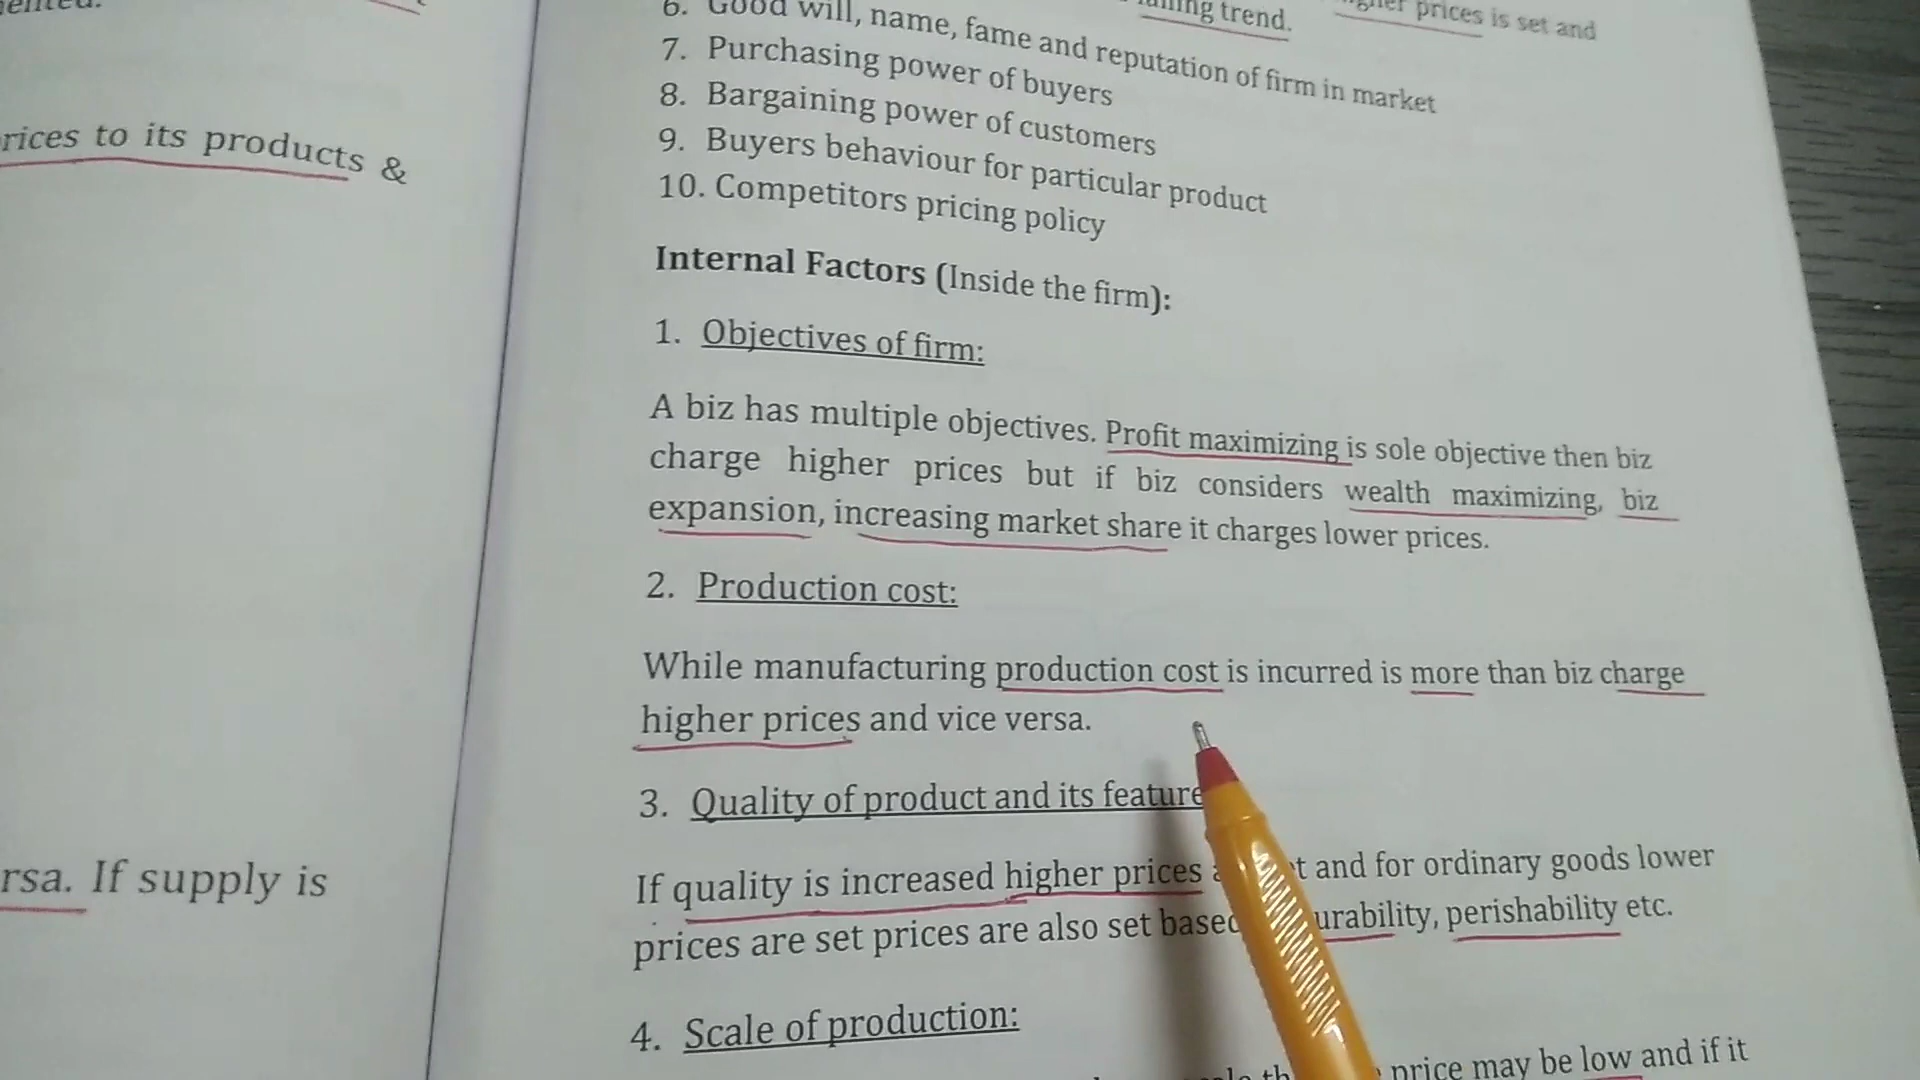 rices to its products &
rsa. If supply is
trend.
prices is set and
6. Good will, name, fame and reputation of firm in market
7. Purchasing power of buyers
8. Bargaining power of customers
9. Buyers behaviour for particular product
10. Competitors pricing policy
Internal Factors (Inside the firm):
1. Objectives of firm:
A biz has multiple objectives. Profit maximizing is sole objective then biz
charge higher prices but if biz considers wealth maximizing, biz
expansion, increasing market share it charges lower prices.
2. Production cost:
While manufacturing production cost is incurred is more than biz charge
higher prices and vice versa.
3. Quality of product and its feature
If quality is increased higher prices and for ordinary goods lower
prices are set prices are also set based urability, perishability etc.
4. Scale of production:
price may be low and if it